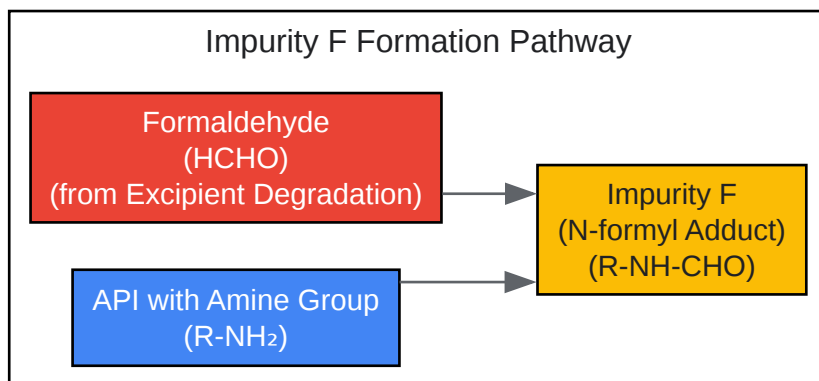 Impurity F Formation Pathway
Formaldehyde
(HCHO)
(from Excipient Degradation)
API with Amine Group
(R-NH₂)
Impurity F
(N-formyl Adduct)
(R-NH-CHO)